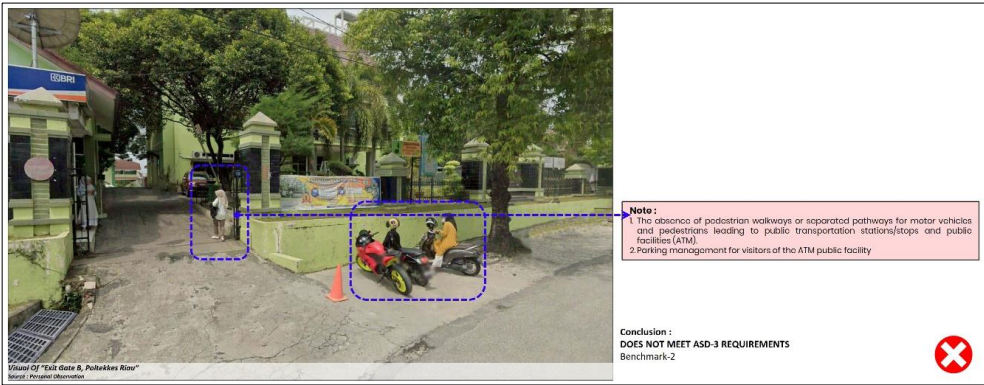 BRI
Note :
1. The absence of pedestrian walkways or separated pathways for motor vehicles
and pedestrians leading to public transportation stations/stops and public
facilities (ATM).
2. Parking management for visitors of the ATM public facility
Conclusion :
DOES NOT MEET ASD-3 REQUIREMENTS
Benchmark-2
Visual Of "Exit Gate B, Poltekkes Riau"
Source : Personal Observation